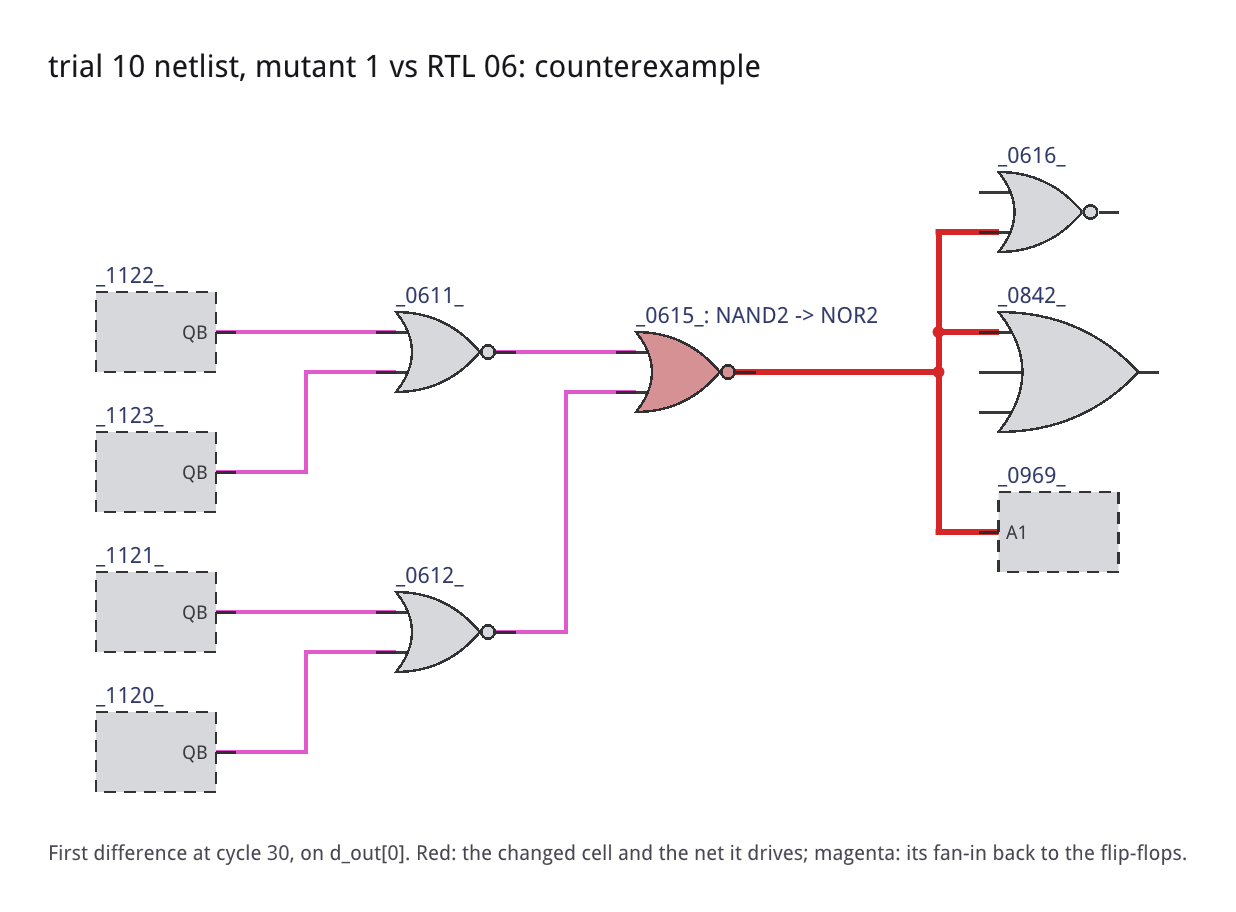 trial 10 netlist, mutant 1 vs RTL 06: counterexample
_0616_
_1122_
QB
_0611_
_0615_: NAND2 -> NOR2
_0842_
_1123_
QB
_0969_
A1
_1121_
QB
_0612_
_1120_
QB
First difference at cycle 30, on d_out[0]. Red: the changed cell and the net it drives; magenta: its fan-in back to the flip-flops.